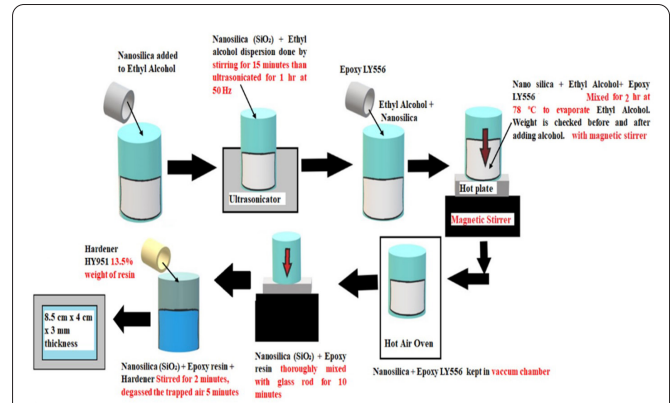 Nanosilica added
to Ethyl Alcohol
Nanosilica (SiO₂) + Ethyl
alcohol dispersion done by
stirring for 15 minutes than
ultrasonicated for 1 hr at
50 Hz
Ultrasonicator
Epoxy LY556
Ethyl Alcohol +
Nanosilica
Nano silica + Ethyl Alcohol+ Epoxy
LY556 Mixed for 2 hr at
78 °C to evaporate Ethyl Alcohol.
Weight is checked before and after
adding alcohol. with magnetic stirrer
Hot plate
Magnetic Stirrer
Hot Air Oven
Nanosilica + Epoxy LY556 kept in vaccum chamber
Nanosilica (SiO₂) + Epoxy
resin thoroughly mixed
with glass rod for 10
minutes
Hardener
HY951 13.5%
weight of resin
Nanosilica (SiO₂) + Epoxy resin +
Hardener Stirred for 2 minutes,
degassed the trapped air 5 minutes
8.5 cm x 4 cm
x 3 mm
thickness